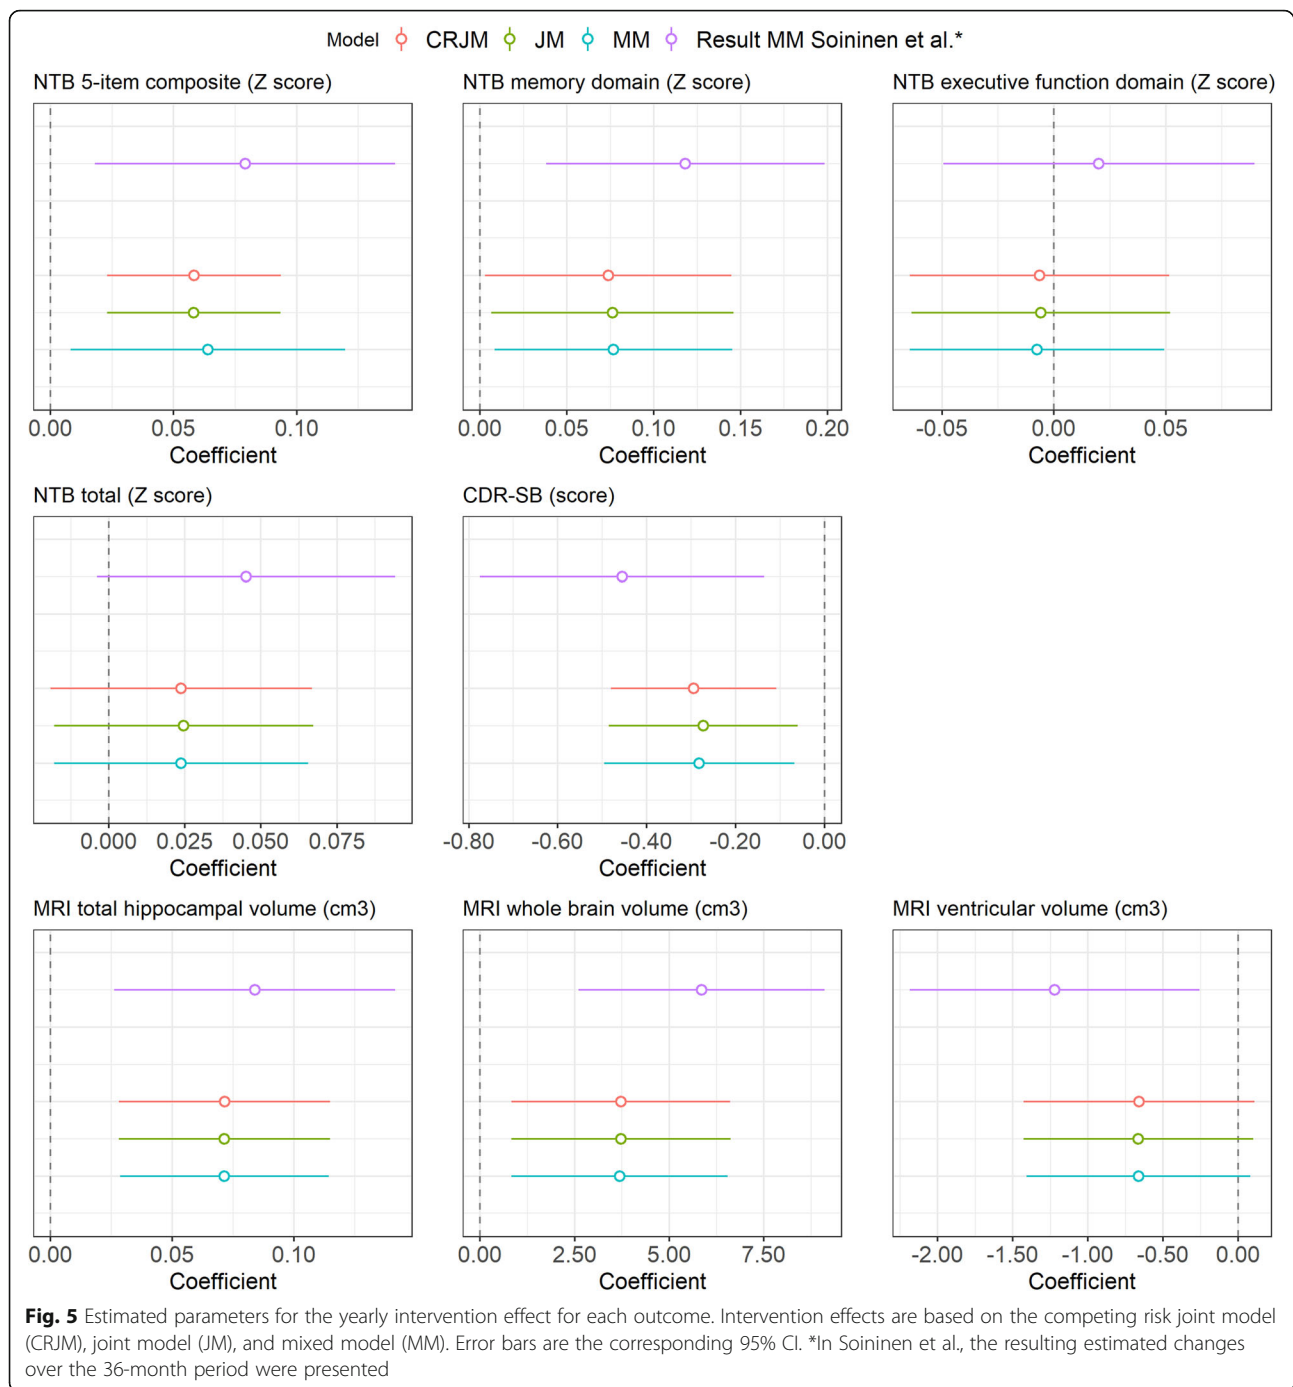 Model CRJM JM MM Result MM Soininen et al.*
NTB 5-item composite (Z score)
0.00 0.05 0.10
Coefficient
NTB memory domain (Z score)
0.00 0.05 0.10 0.15 0.20
Coefficient
NTB executive function domain (Z score)
-0.05 0.00 0.05
Coefficient
NTB total (Z score)
0.000 0.025 0.050 0.075
Coefficient
CDR-SB (score)
-0.80 -0.60 -0.40 -0.20 0.00
Coefficient
MRI total hippocampal volume (cm3)
0.00 0.05 0.10
Coefficient
MRI whole brain volume (cm3)
0.00 2.50 5.00 7.50
Coefficient
MRI ventricular volume (cm3)
-2.00 -1.50 -1.00 -0.50 0.00
Coefficient
Fig. 5 Estimated parameters for the yearly intervention effect for each outcome. Intervention effects are based on the competing risk joint model
(CRJM), joint model (JM), and mixed model (MM). Error bars are the corresponding 95% CI. *In Soininen et al., the resulting estimated changes
over the 36-month period were presented